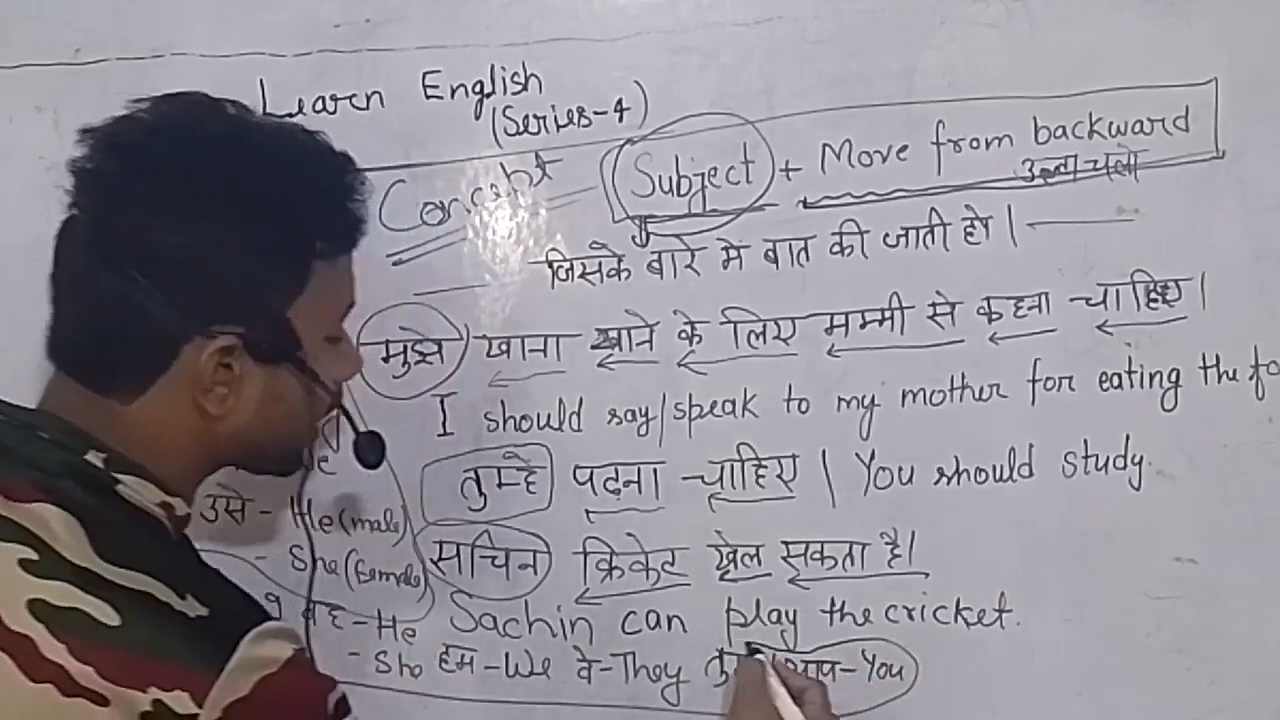 Learn English
(Series-4)
Concept Subject + Move from backward
उल्टा चलो
जिसके बारे में बात की जाती हो।
मुझे खाना खाने के लिए मम्मी से कहना चाहिए।
I should say/speak to my mother for eating the
तुम्हे पढ़ना चाहिए। You should study.
उसे - He (male)
- She (female)
सचिन क्रिकेट खेल सकता है।
Sachin can play the cricket.
वह - He
- She हम - We वे - They आप - You